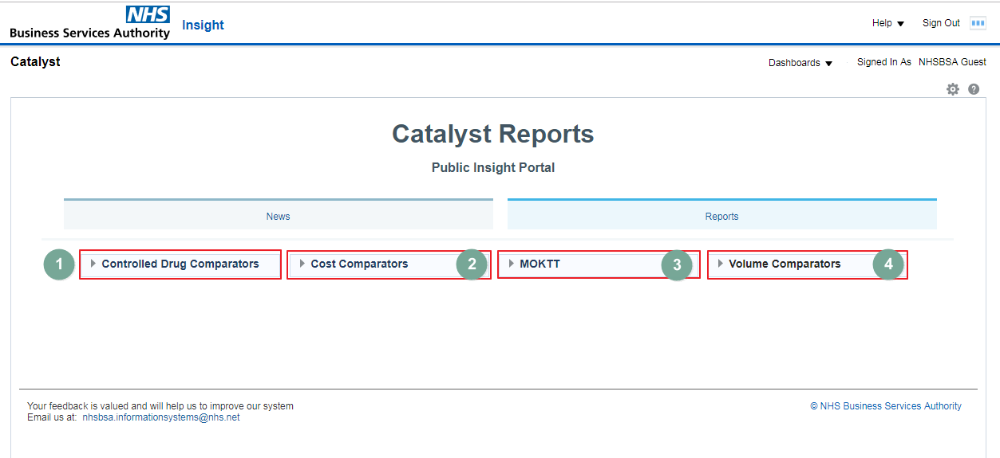 NHS
Business Services Authority
Insight
Help
Sign Out
Catalyst
Dashboards
Signed In As NHSBSA Guest
?
Catalyst Reports
Public Insight Portal
News
Reports
1
Controlled Drug Comparators
Cost Comparators
2
MOKTT
3
Volume Comparators
4
Your feedback is valued and will help us to improve our system
Email us at: nhsbsa.informationsystems@nhs.net
© NHS Business Services Authority